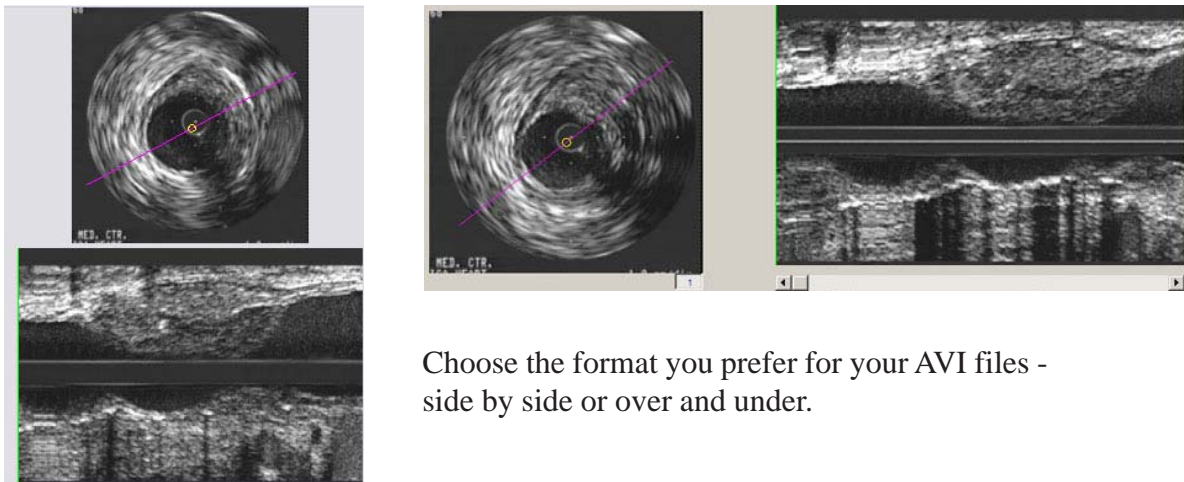 MED. CTR.
MED. CTR.
1
Choose the format you prefer for your AVI files -
side by side or over and under.